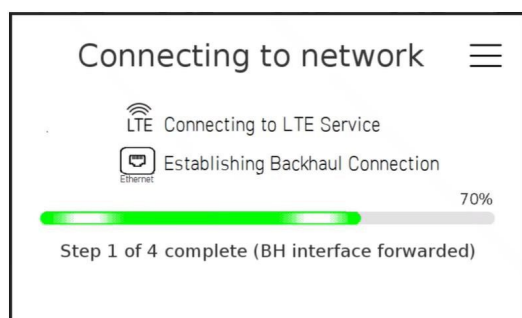 Connecting to network
LTE Connecting to LTE Service
Ethernet Establishing Backhaul Connection
70%
Step 1 of 4 complete (BH interface forwarded)